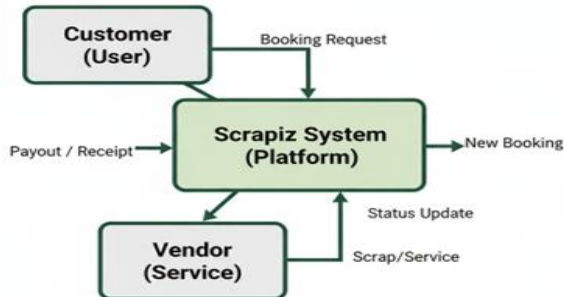 Customer
(User)
Booking Request
Scrapiz System
(Platform)
Payout / Receipt
New Booking
Status Update
Vendor
(Service)
Scrap/Service